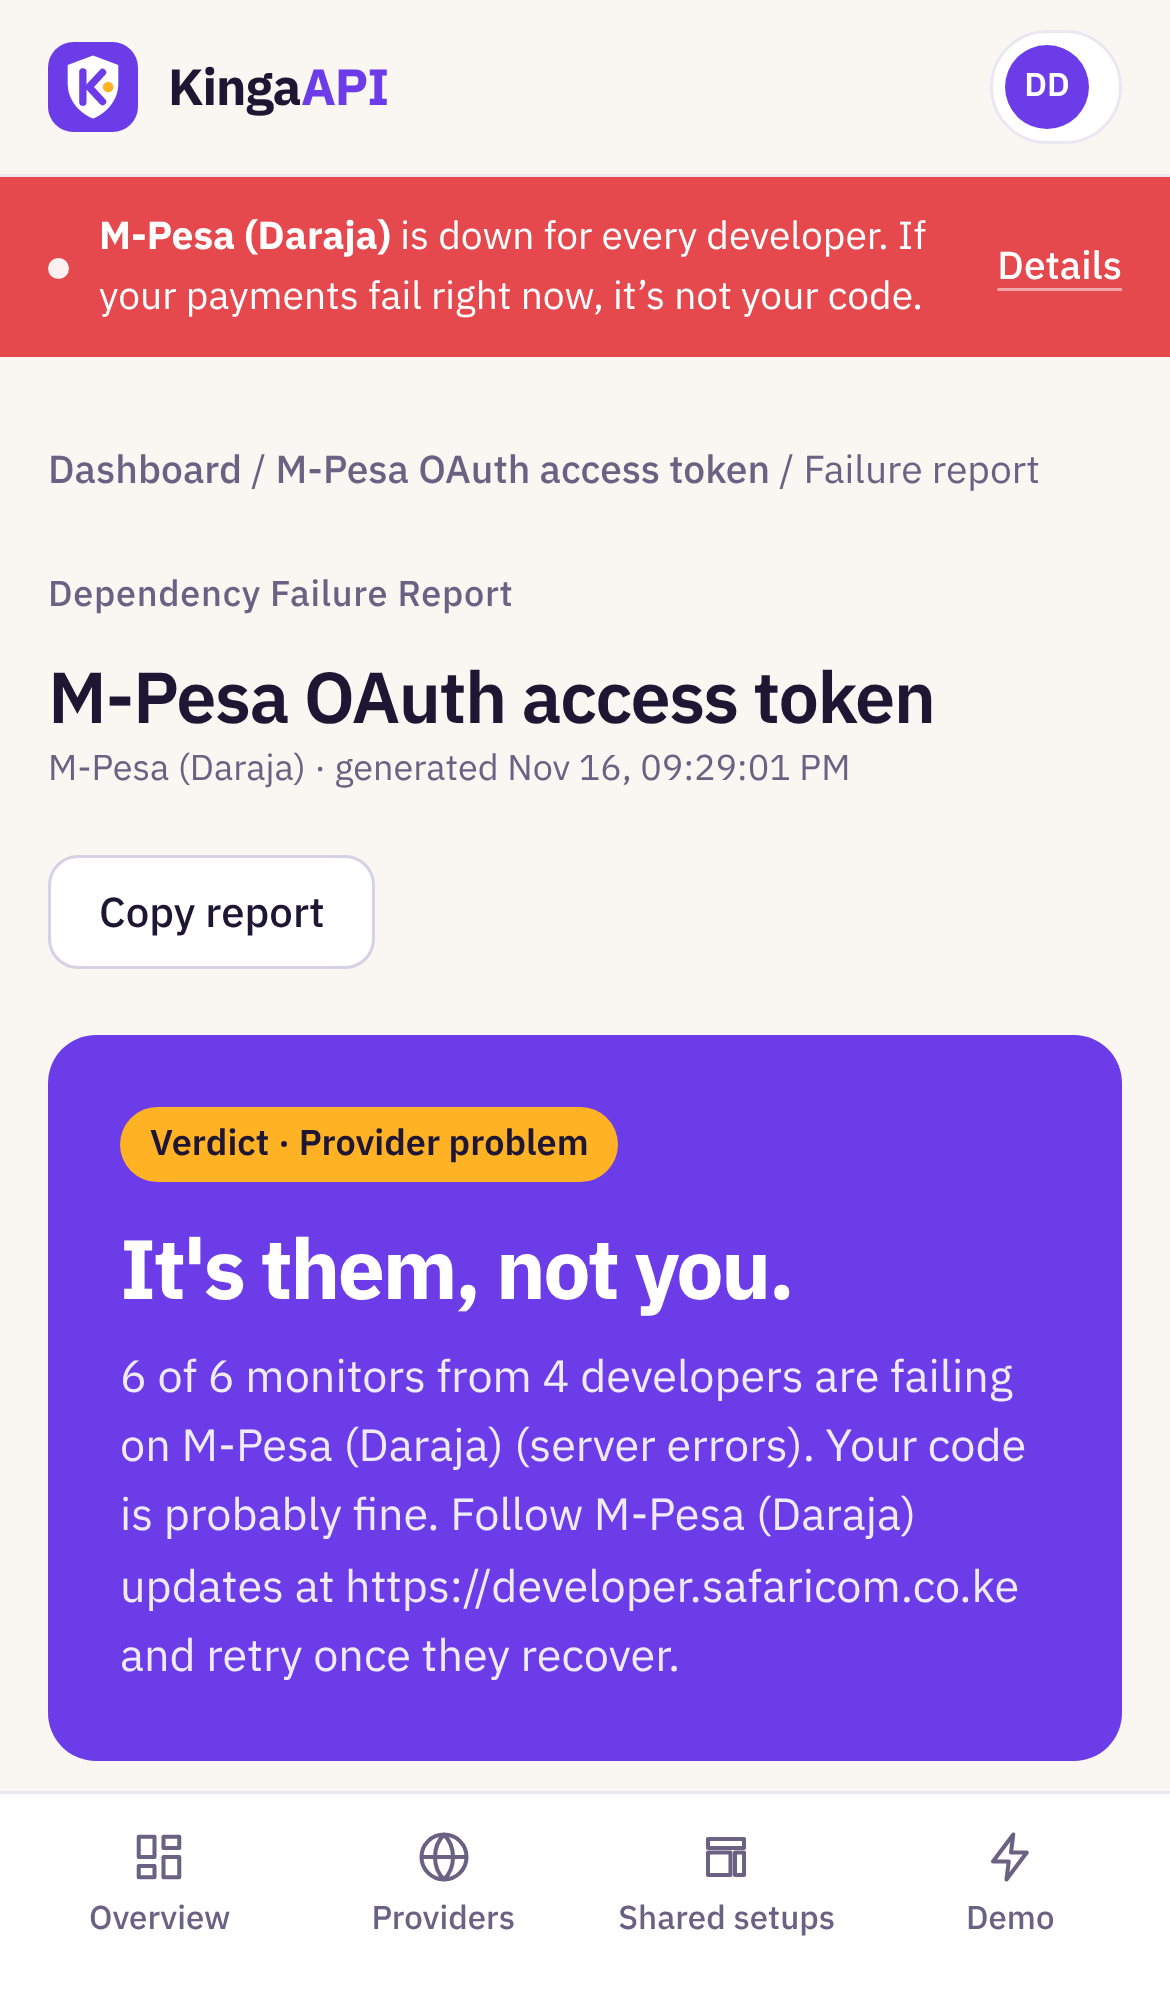 K
KingaAPI
DD
M-Pesa (Daraja) is down for every developer. If
your payments fail right now, it’s not your code.
Details
Dashboard / M-Pesa OAuth access token / Failure report
Dependency Failure Report
M-Pesa OAuth access token
M-Pesa (Daraja) · generated Nov 16, 09:29:01 PM
Copy report
Verdict · Provider problem
It's them, not you.
6 of 6 monitors from 4 developers are failing
on M-Pesa (Daraja) (server errors). Your code
is probably fine. Follow M-Pesa (Daraja)
updates at https://developer.safaricom.co.ke
and retry once they recover.
Overview
Providers
Shared setups
Demo